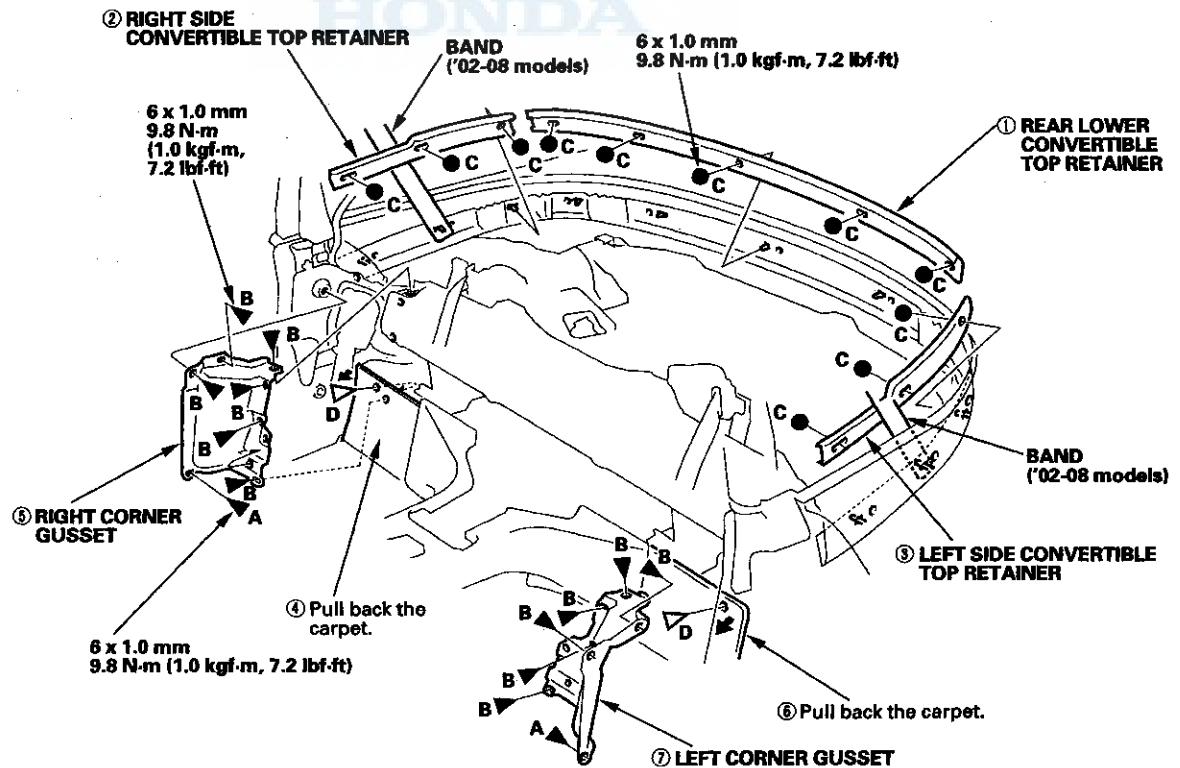 HONDA
② RIGHT SIDE
CONVERTIBLE TOP RETAINER
BAND
('02-08 models)
6 x 1.0 mm
9.8 N·m (1.0 kgf·m, 7.2 lbf·ft)
6 x 1.0 mm
9.8 N·m
(1.0 kgf·m,
7.2 lbf·ft)
① REAR LOWER
CONVERTIBLE
TOP RETAINER
C
C
C
C
C
C
C
C
C
C
C
B
B
B
B
B
B
A
D
⑤ RIGHT CORNER
GUSSET
BAND
('02-08 models)
③ LEFT SIDE CONVERTIBLE
TOP RETAINER
④ Pull back the
carpet.
6 x 1.0 mm
9.8 N·m (1.0 kgf·m, 7.2 lbf·ft)
B
B
B
B
B
B
A
D
⑥ Pull back the carpet.
⑦ LEFT CORNER GUSSET